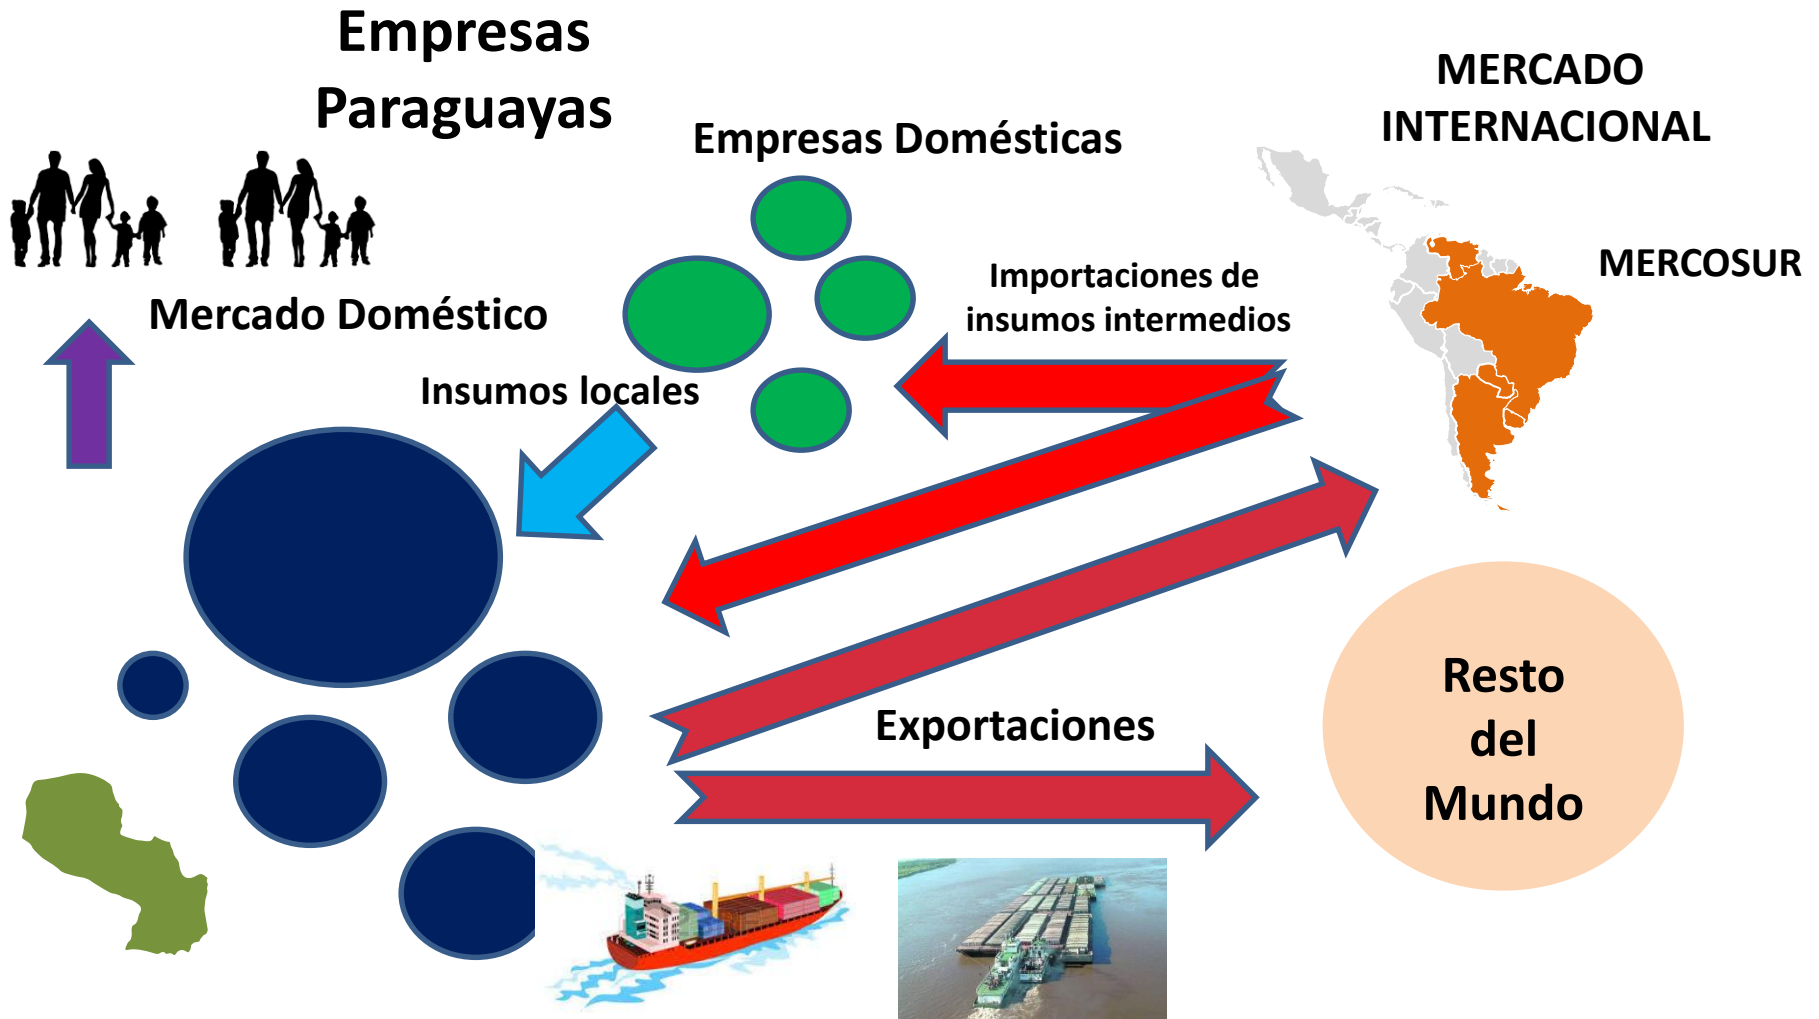 Empresas
Paraguayas
MERCADO
INTERNACIONAL
Empresas Domésticas
MERCOSUR
Importaciones de
insumos intermedios
Mercado Doméstico
Insumos locales
Exportaciones
Resto
del
Mundo